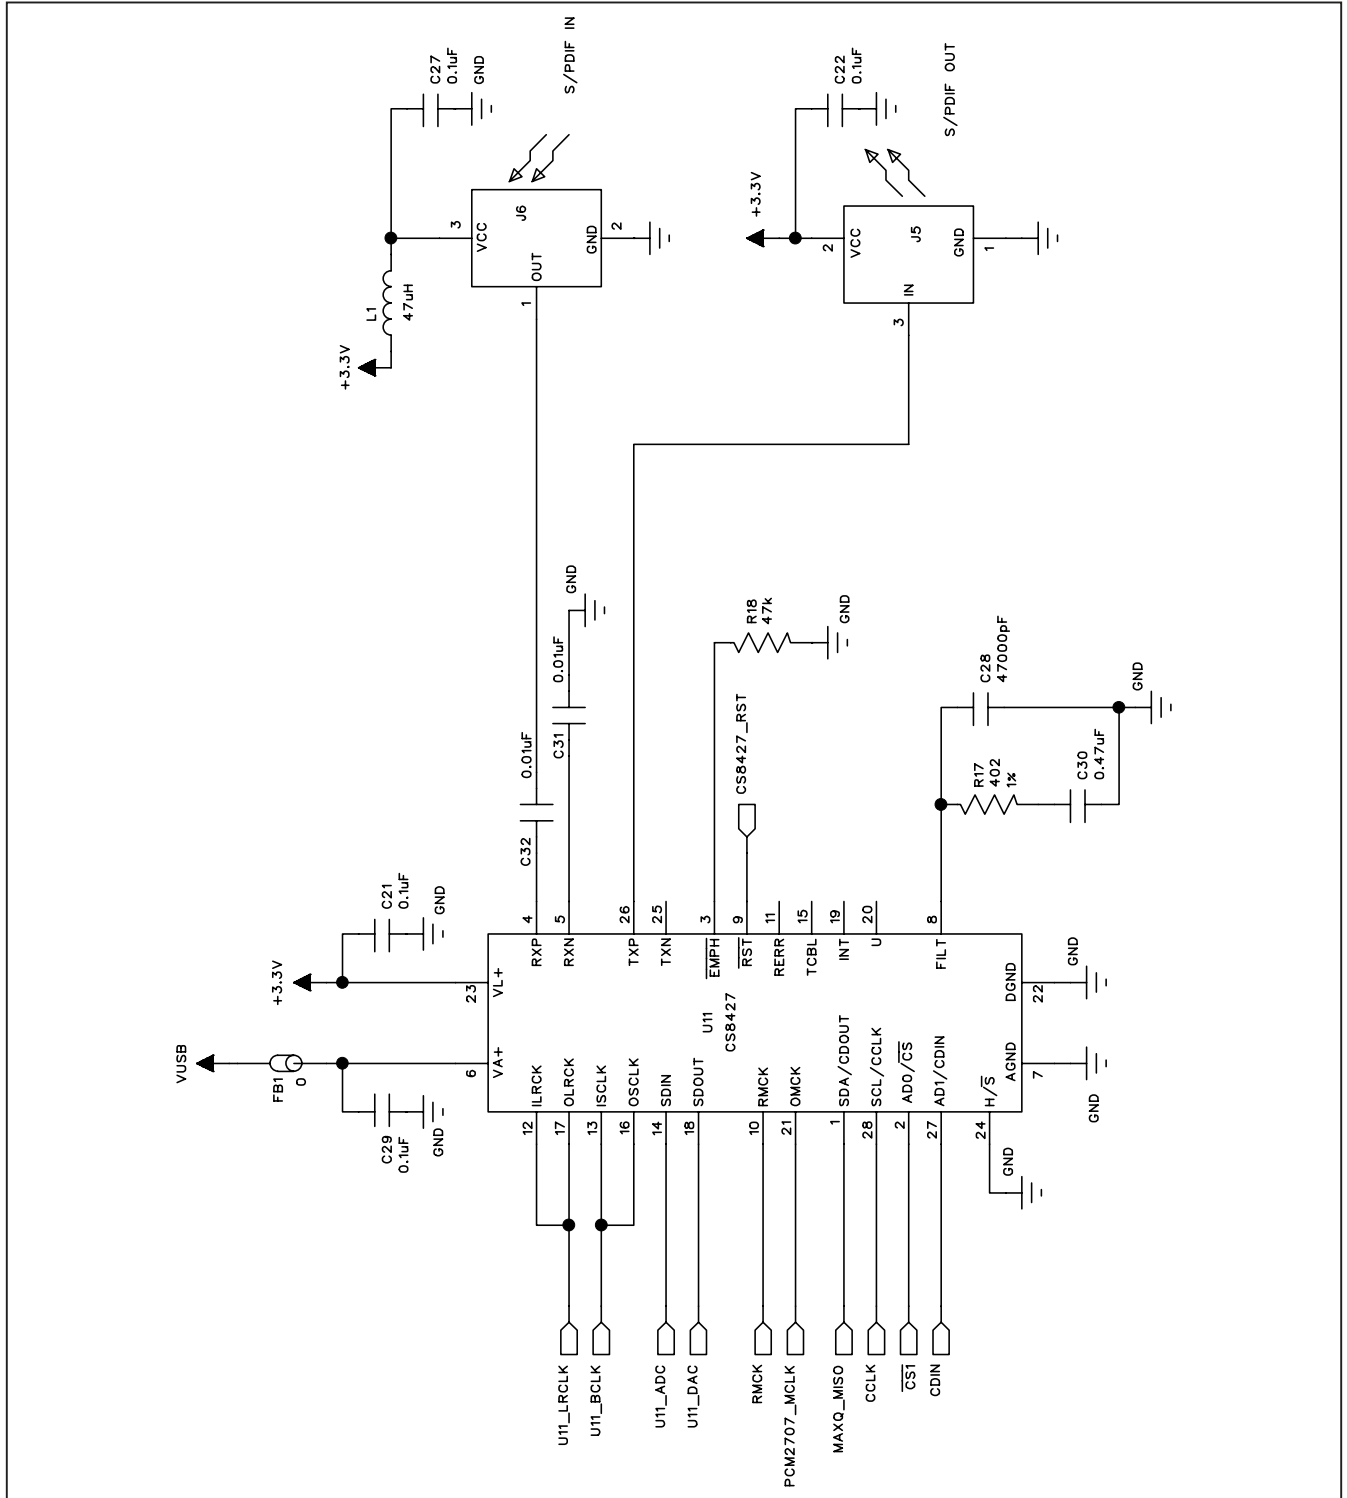 C27
0.1uF
GND
S/PDIF IN
L1
47uH
+3.3V
3
VCC
J6
OUT
GND
2
1
C22
0.1uF
S/PDIF OUT
+3.3V
2
VCC
J5
GND
1
IN
3
0.01uF
C32
0.01uF
C31
GND
R18
47k
GND
CS8427_RST
C28
47000pF
R17
402
1%
C30
0.47uF
GND
C21
0.1uF
GND
+3.3V
VUSB
FB1
0
C29
0.1uF
GND
23
VL+
6
VA+
4
RXP
5
RXN
26
TXP
25
TXN
3
EMPH
9
RST
11
RERR
15
TCBL
19
INT
20
U
8
FILT
U11
CS8427
DGND
22
GND
AGND
7
GND
ILRCK
12
OLRCK
17
ISCLK
13
OSCLK
16
SDIN
14
SDOUT
18
RMCK
10
OMCK
21
SDA/CDOUT
1
SCL/CCLK
28
AD0/CS
2
AD1/CDIN
27
H/S
24
GND
U11_LRCLK
U11_BCLK
U11_ADC
U11_DAC
RMCK
PCM2707_MCLK
MAXQ_MISO
CCLK
CS1
CDIN